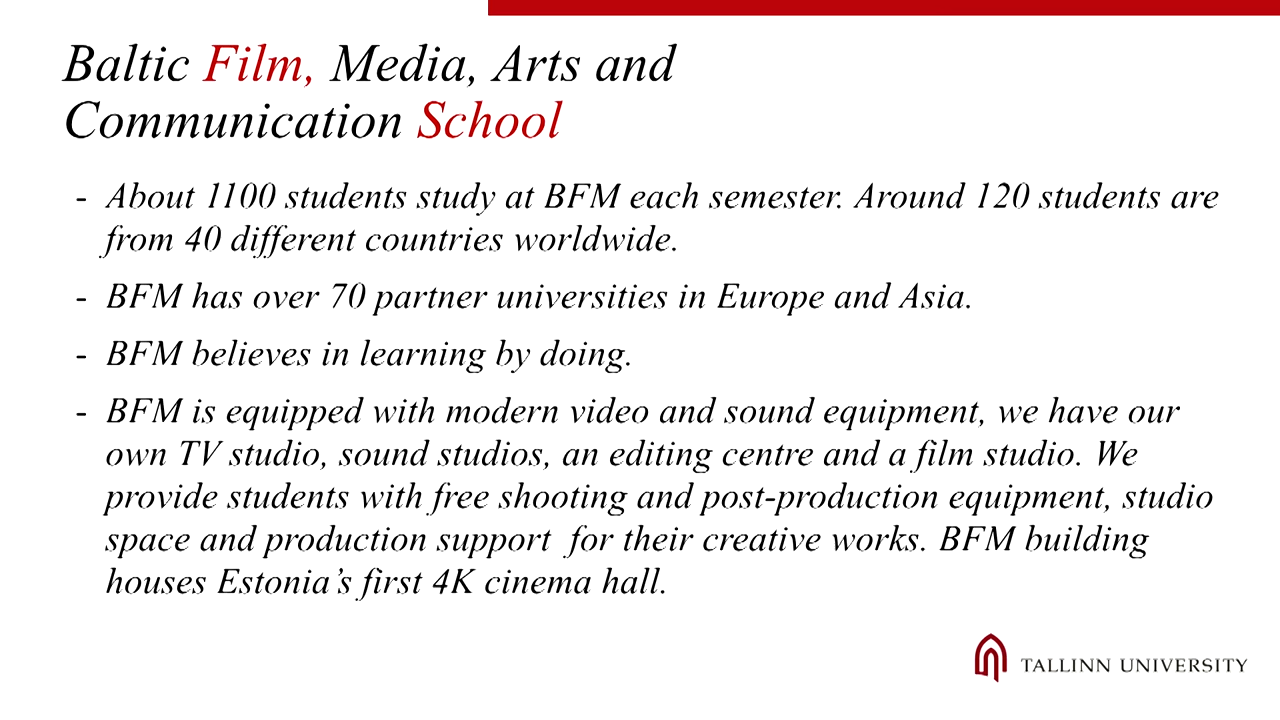 Baltic Film, Media, Arts and
Communication School
- About 1100 students study at BFM each semester. Around 120 students are
from 40 different countries worldwide.
- BFM has over 70 partner universities in Europe and Asia.
- BFM believes in learning by doing.
- BFM is equipped with modern video and sound equipment, we have our
own TV studio, sound studios, an editing centre and a film studio. We
provide students with free shooting and post-production equipment, studio
space and production support  for their creative works. BFM building
houses Estonia’s first 4K cinema hall.
TALLINN UNIVERSITY